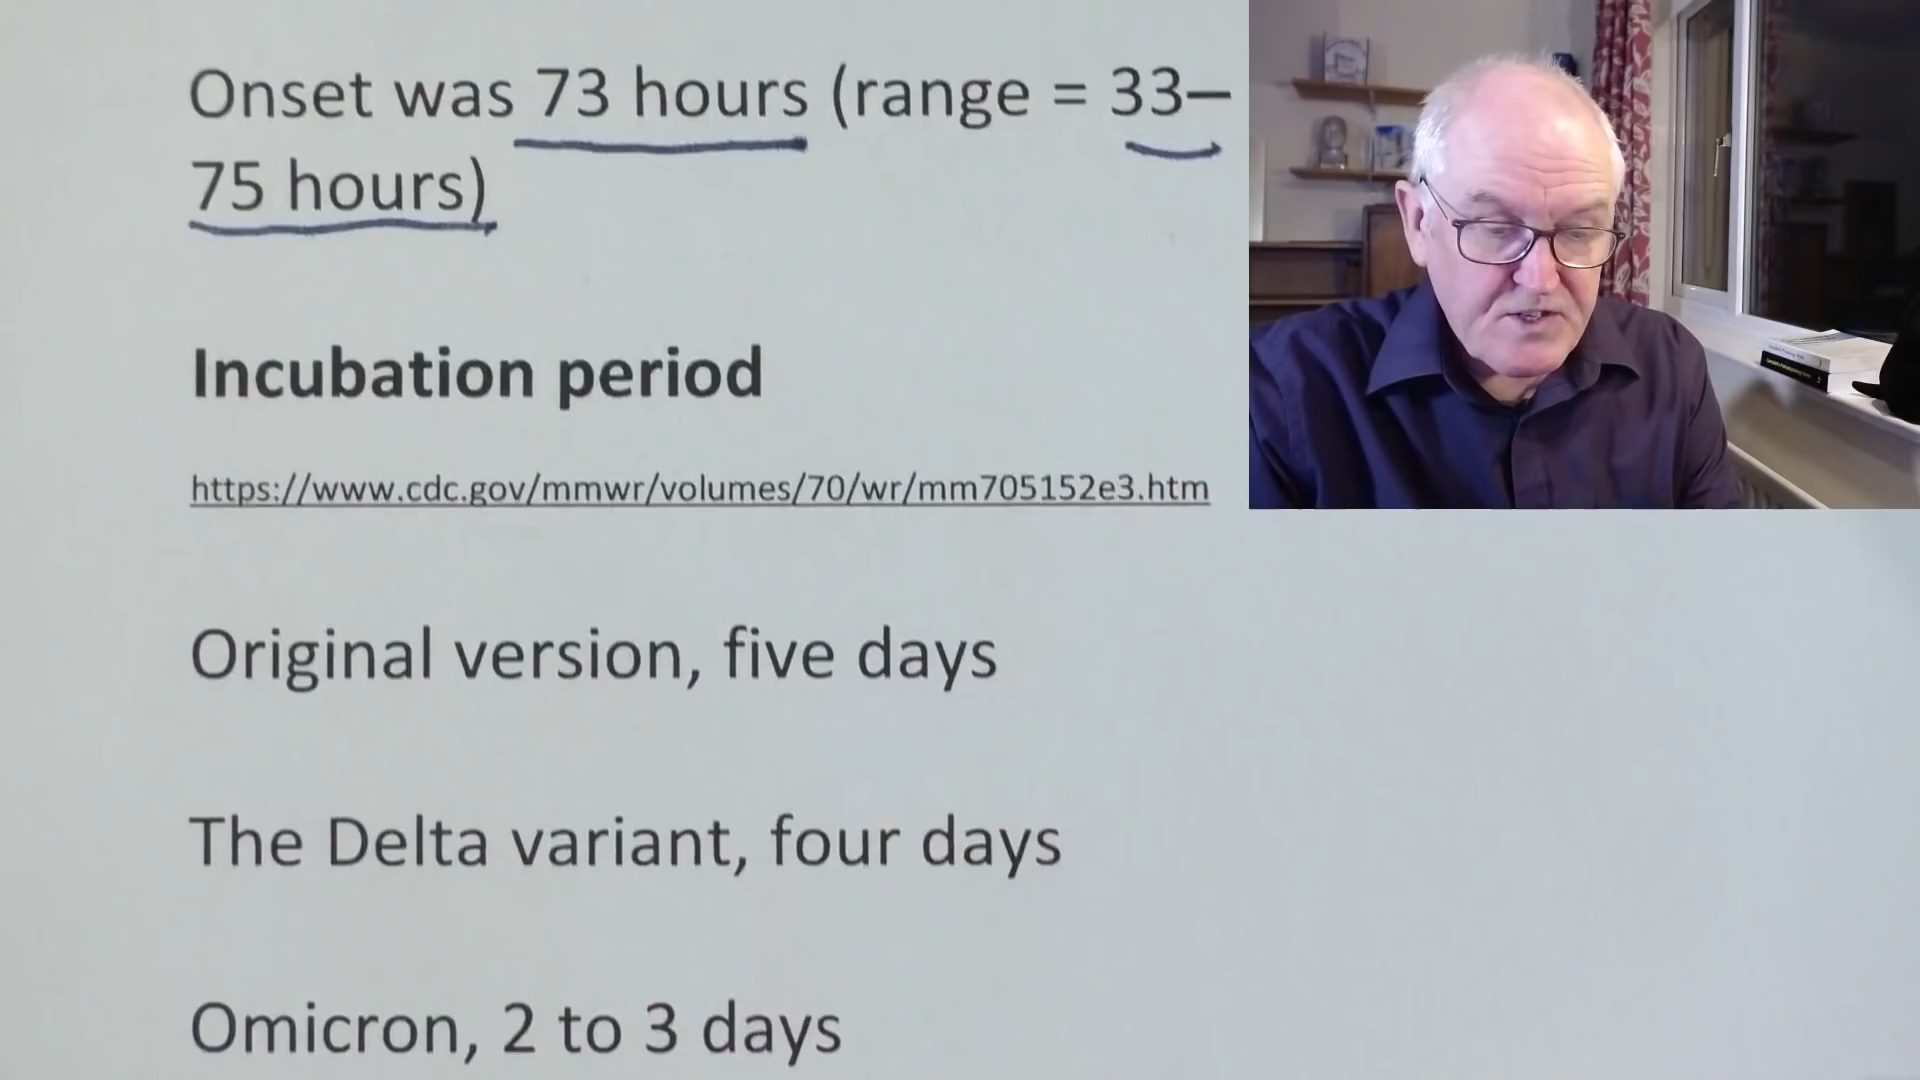 Onset was 73 hours (range = 33–
75 hours)
Incubation period
https://www.cdc.gov/mmwr/volumes/70/wr/mm705152e3.htm
Original version, five days
The Delta variant, four days
Omicron, 2 to 3 days